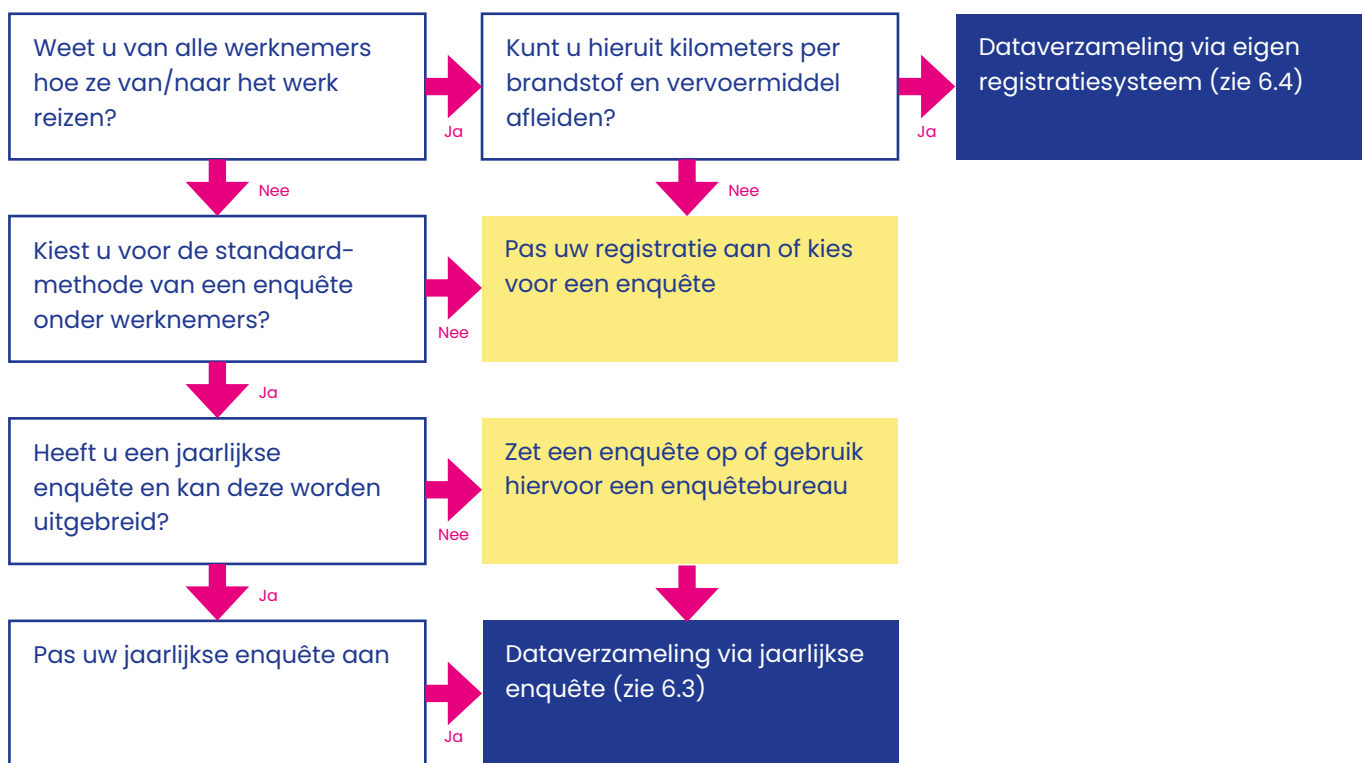 Weet u van alle werknemers
hoe ze van/naar het werk
reizen?
Ja
Kunt u hieruit kilometers per
brandstof en vervoermiddel
afleiden?
Ja
Dataverzameling via eigen
registratiesysteem (zie 6.4)
Nee
Nee
Kiest u voor de standaard-
methode van een enquête
onder werknemers?
Nee
Pas uw registratie aan of kies
voor een enquête
Ja
Heeft u een jaarlijkse
enquête en kan deze worden
uitgebreid?
Nee
Zet een enquête op of gebruik
hiervoor een enquêtebureau
Ja
Pas uw jaarlijkse enquête aan
Ja
Dataverzameling via jaarlijkse
enquête (zie 6.3)